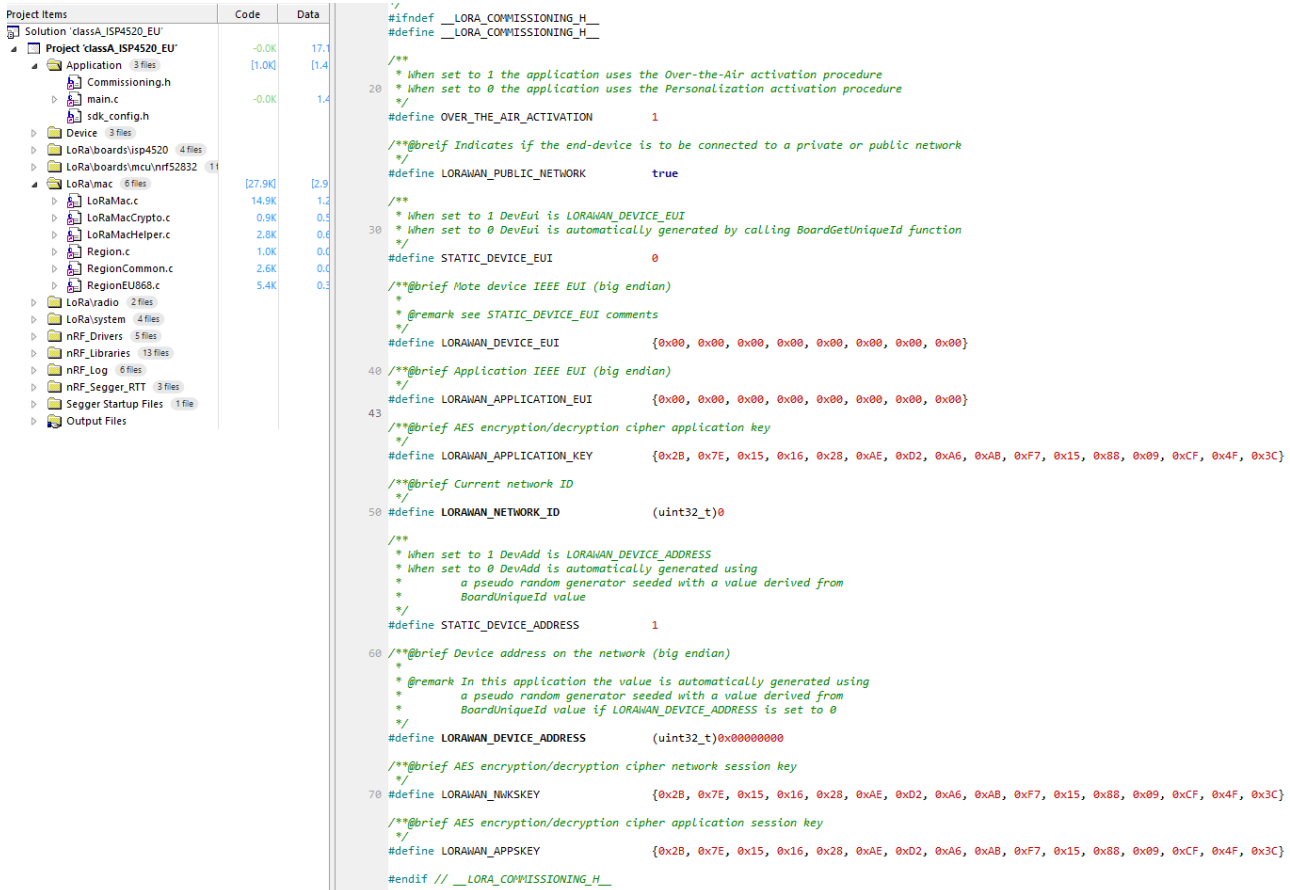 Project Items Code Data
Solution 'classA_ISP4520_EU'
Project 'classA_ISP4520_EU' -0.0K 17.1
Application 3 files [1.0K] [1.4
Commissioning.h
main.c -0.0K 1.4
sdk_config.h
Device 3 files
LoRa\boards\isp4520 4 files
LoRa\boards\mcu\nrf52832 1 f
LoRa\mac 6 files [27.9K] [2.9
LoRaMac.c 14.9K 1.2
LoRaMacCrypto.c 0.9K 0.5
LoRaMacHelper.c 2.8K 0.6
Region.c 1.0K 0.0
RegionCommon.c 2.6K 0.0
RegionEU868.c 5.4K 0.3
LoRa\radio 2 files
LoRa\system 4 files
nRF_Drivers 5 files
nRF_Libraries 13 files
nRF_Log 6 files
nRF_Segger_RTT 3 files
Segger Startup Files 1 file
Output Files
*/
#ifndef __LORA_COMMISSIONING_H__
#define __LORA_COMMISSIONING_H__
/**
* When set to 1 the application uses the Over-the-Air activation procedure
20 * When set to 0 the application uses the Personalization activation procedure
*/
#define OVER_THE_AIR_ACTIVATION 1
/**@breif Indicates if the end-device is to be connected to a private or public network
*/
#define LORAWAN_PUBLIC_NETWORK true
/**
* When set to 1 DevEui is LORAWAN_DEVICE_EUI
30 * When set to 0 DevEui is automatically generated by calling BoardGetUniqueId function
*/
#define STATIC_DEVICE_EUI 0
/**@brief Mote device IEEE EUI (big endian)
*
* @remark see STATIC_DEVICE_EUI comments
*/
#define LORAWAN_DEVICE_EUI {0x00, 0x00, 0x00, 0x00, 0x00, 0x00, 0x00, 0x00}
40 /**@brief Application IEEE EUI (big endian)
*/
#define LORAWAN_APPLICATION_EUI {0x00, 0x00, 0x00, 0x00, 0x00, 0x00, 0x00, 0x00}
43
/**@brief AES encryption/decryption cipher application key
*/
#define LORAWAN_APPLICATION_KEY {0x2B, 0x7E, 0x15, 0x16, 0x28, 0xAE, 0xD2, 0xA6, 0xAB, 0xF7, 0x15, 0x88, 0x09, 0xCF, 0x4F, 0x3C}
/**@brief Current network ID
*/
50 #define LORAWAN_NETWORK_ID (uint32_t)0
/**
* When set to 1 DevAdd is LORAWAN_DEVICE_ADDRESS
* When set to 0 DevAdd is automatically generated using
* a pseudo random generator seeded with a value derived from
* BoardUniqueId value
*/
#define STATIC_DEVICE_ADDRESS 1
60 /**@brief Device address on the network (big endian)
*
* @remark In this application the value is automatically generated using
* a pseudo random generator seeded with a value derived from
* BoardUniqueId value if LORAWAN_DEVICE_ADDRESS is set to 0
*/
#define LORAWAN_DEVICE_ADDRESS (uint32_t)0x00000000
/**@brief AES encryption/decryption cipher network session key
*/
70 #define LORAWAN_NWKSKEY {0x2B, 0x7E, 0x15, 0x16, 0x28, 0xAE, 0xD2, 0xA6, 0xAB, 0xF7, 0x15, 0x88, 0x09, 0xCF, 0x4F, 0x3C}
/**@brief AES encryption/decryption cipher application session key
*/
#define LORAWAN_APPSKEY {0x2B, 0x7E, 0x15, 0x16, 0x28, 0xAE, 0xD2, 0xA6, 0xAB, 0xF7, 0x15, 0x88, 0x09, 0xCF, 0x4F, 0x3C}
#endif // __LORA_COMMISSIONING_H__